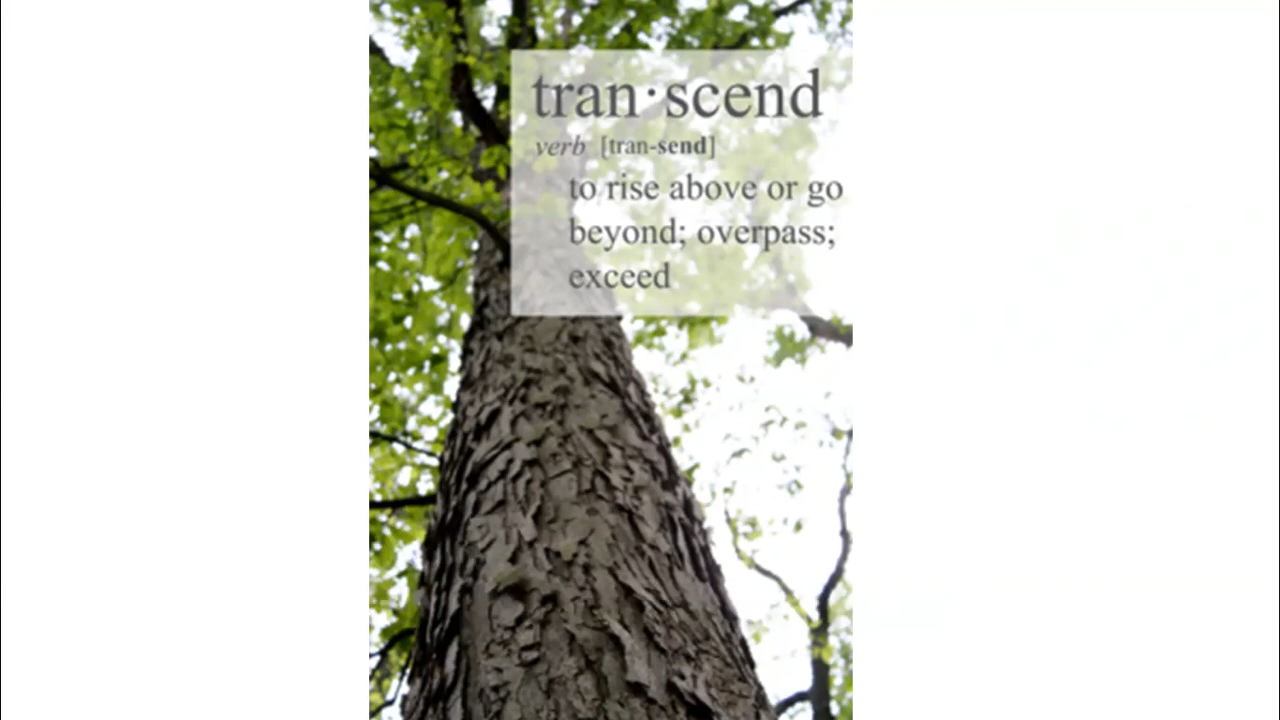 tran·scend
verb [tran-send]
to rise above or go
beyond; overpass;
exceed